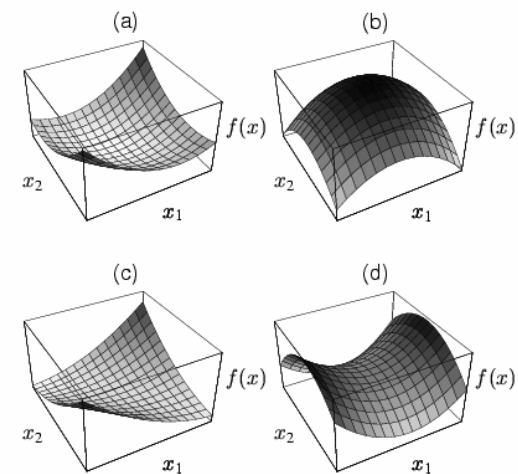 (a) (b)
f(x) f(x)
x₂ x₂
x₁ x₁
(c) (d)
f(x) f(x)
x₂ x₂
x₁ x₁